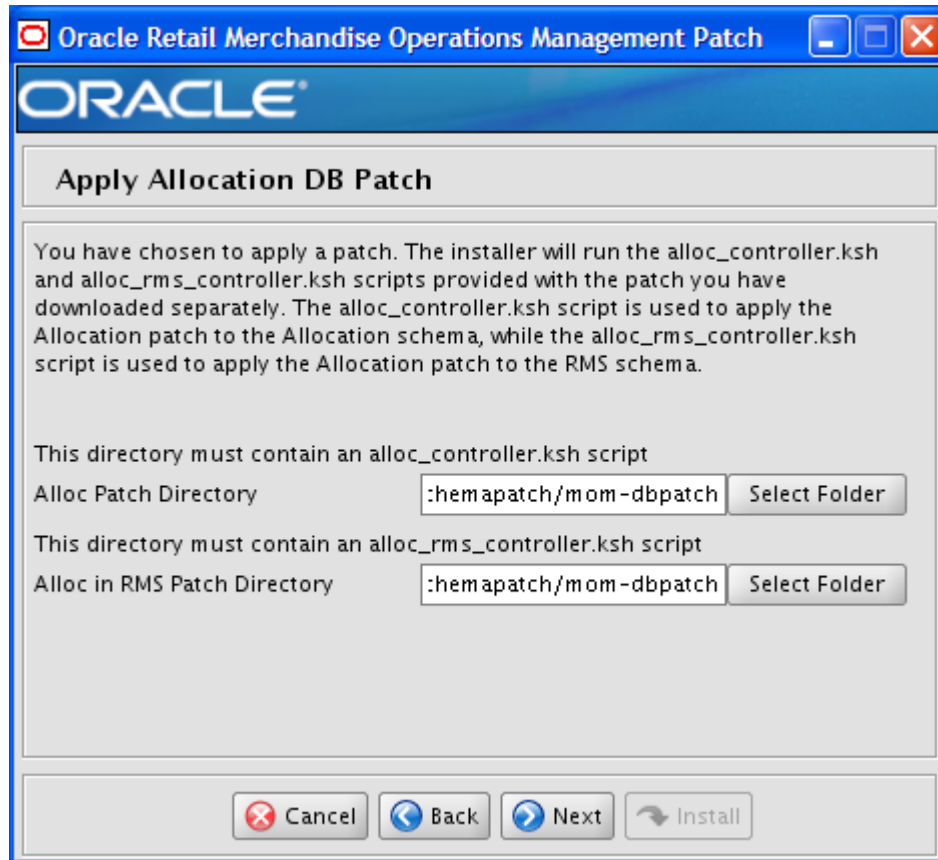 Oracle Retail Merchandise Operations Management Patch
ORACLE®
Apply Allocation DB Patch
You have chosen to apply a patch. The installer will run the alloc_controller.ksh
and alloc_rms_controller.ksh scripts provided with the patch you have
downloaded separately. The alloc_controller.ksh script is used to apply the
Allocation patch to the Allocation schema, while the alloc_rms_controller.ksh
script is used to apply the Allocation patch to the RMS schema.
This directory must contain an alloc_controller.ksh script
Alloc Patch Directory :hemapatch/mom-dbpatch Select Folder
This directory must contain an alloc_rms_controller.ksh script
Alloc in RMS Patch Directory :hemapatch/mom-dbpatch Select Folder
Cancel Back Next Install